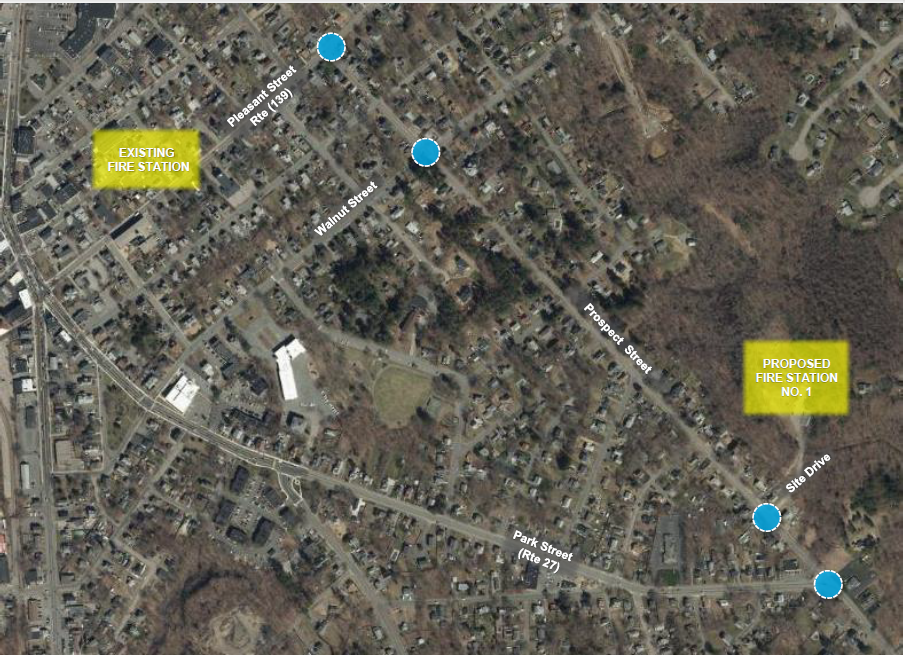 Pleasant Street
Rte (139)
EXISTING
FIRE STATION
Walnut Street
Prospect Street
PROPOSED
FIRE STATION
NO. 1
Site Drive
Park Street
(Rte 27)